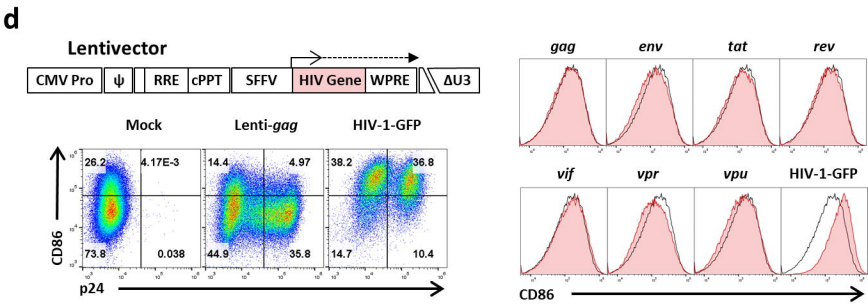 d
Lentivector
CMV Pro ψ RRE cPPT SFFV HIV Gene WPRE ΔU3
Mock Lenti-gag HIV-1-GFP
26.2 4.17E-3 14.4 4.97 38.2 36.8
73.8 0.038 44.9 35.8 14.7 10.4
CD86
p24
gag env tat rev
vif vpr vpu HIV-1-GFP
CD86